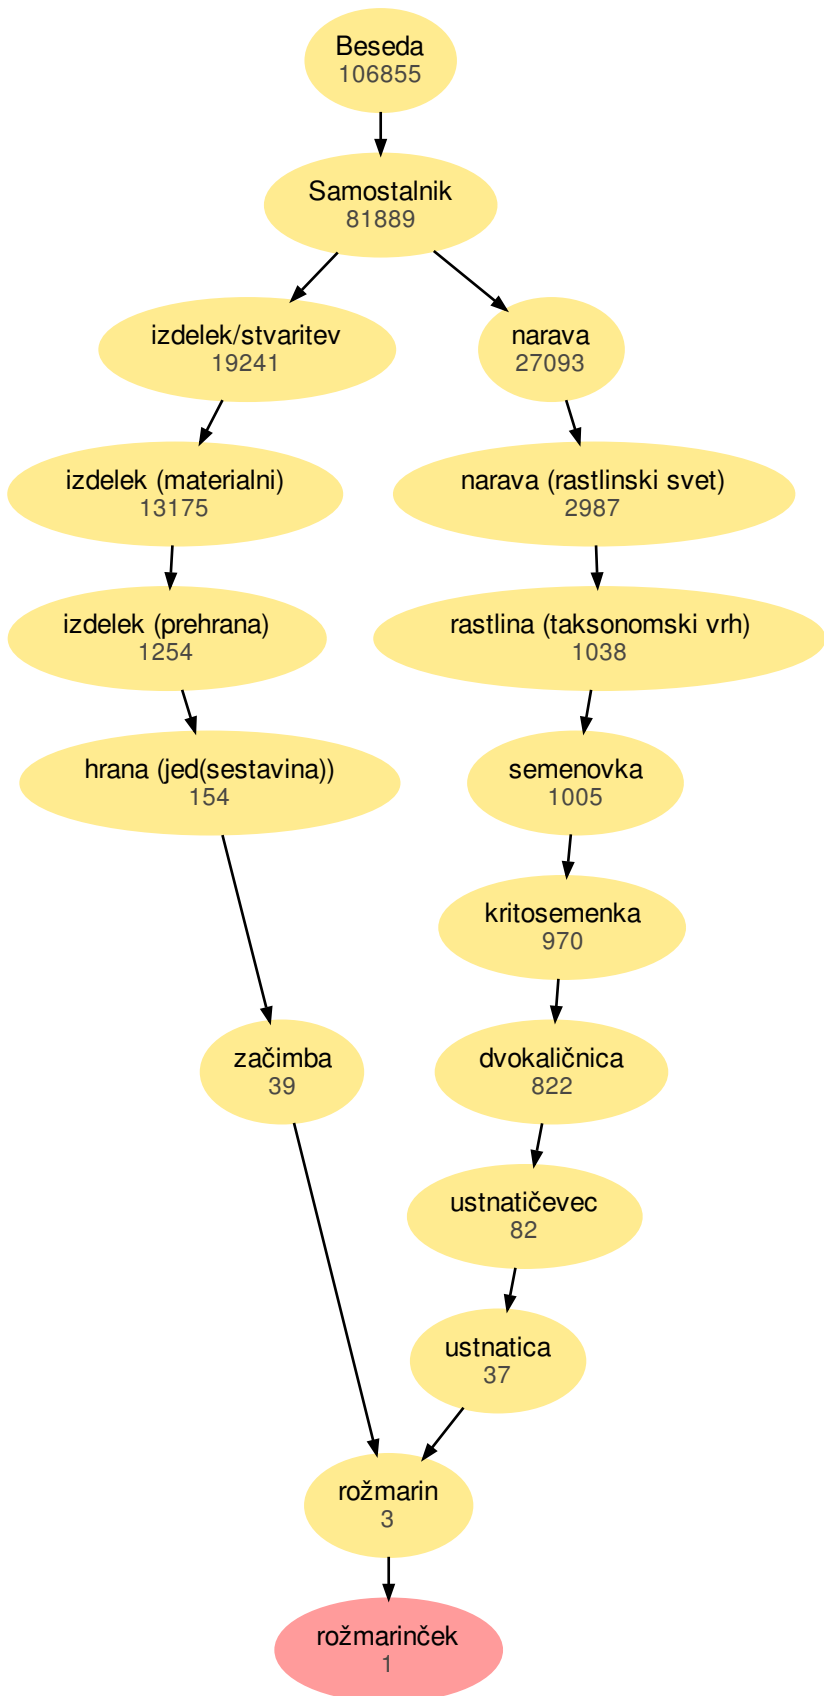 Beseda
106855
Samostalnik
81889
izdelek/stvaritev
19241
narava
27093
izdelek (materialni)
13175
narava (rastlinski svet)
2987
izdelek (prehrana)
1254
rastlina (taksonomski vrh)
1038
hrana (jed(sestavina))
154
semenovka
1005
kritosemenka
970
začimba
39
dvokaličnica
822
ustnatičevec
82
ustnatica
37
rožmarin
3
rožmarinček
1